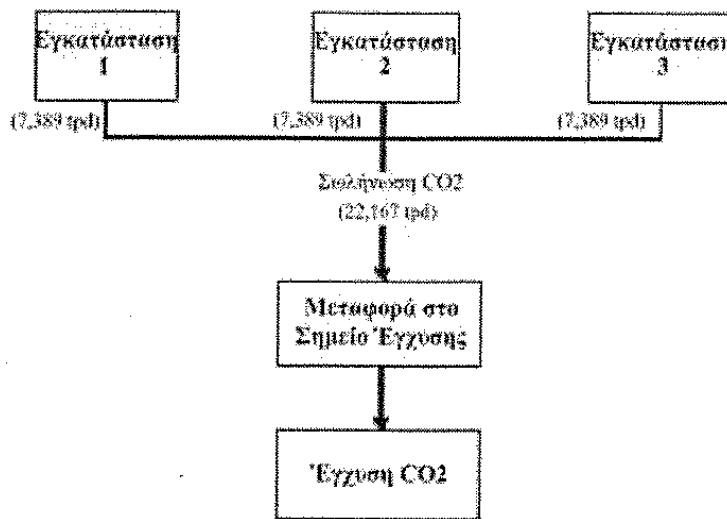 Εγκατάσταση
1
Εγκατάσταση
2
Εγκατάσταση
3
(7,389 tpd)
(7,389 tpd)
(7,389 tpd)
Σωλήνωση CO2
(22,167 tpd)
Μεταφορά στο
Σημείο Έγχυσης
Έγχυση CO2